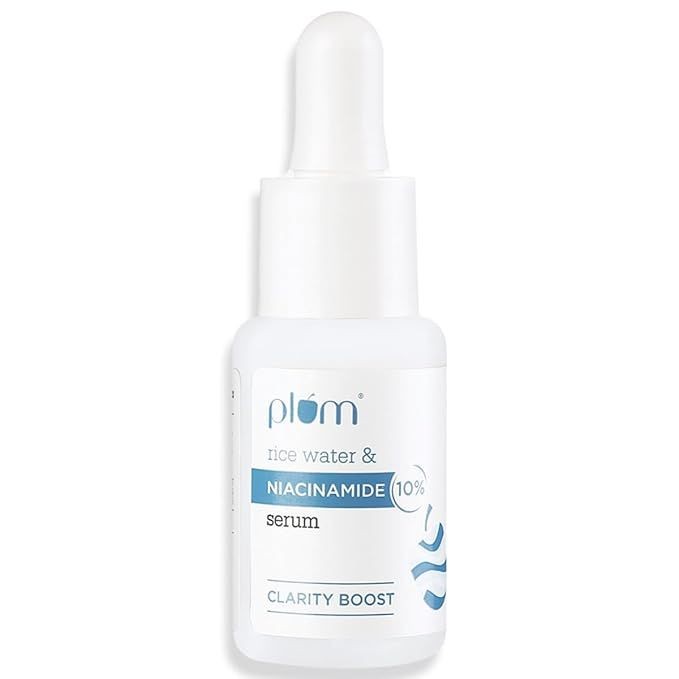 plum®
rice water &
NIACINAMIDE 10%
serum
CLARITY BOOST